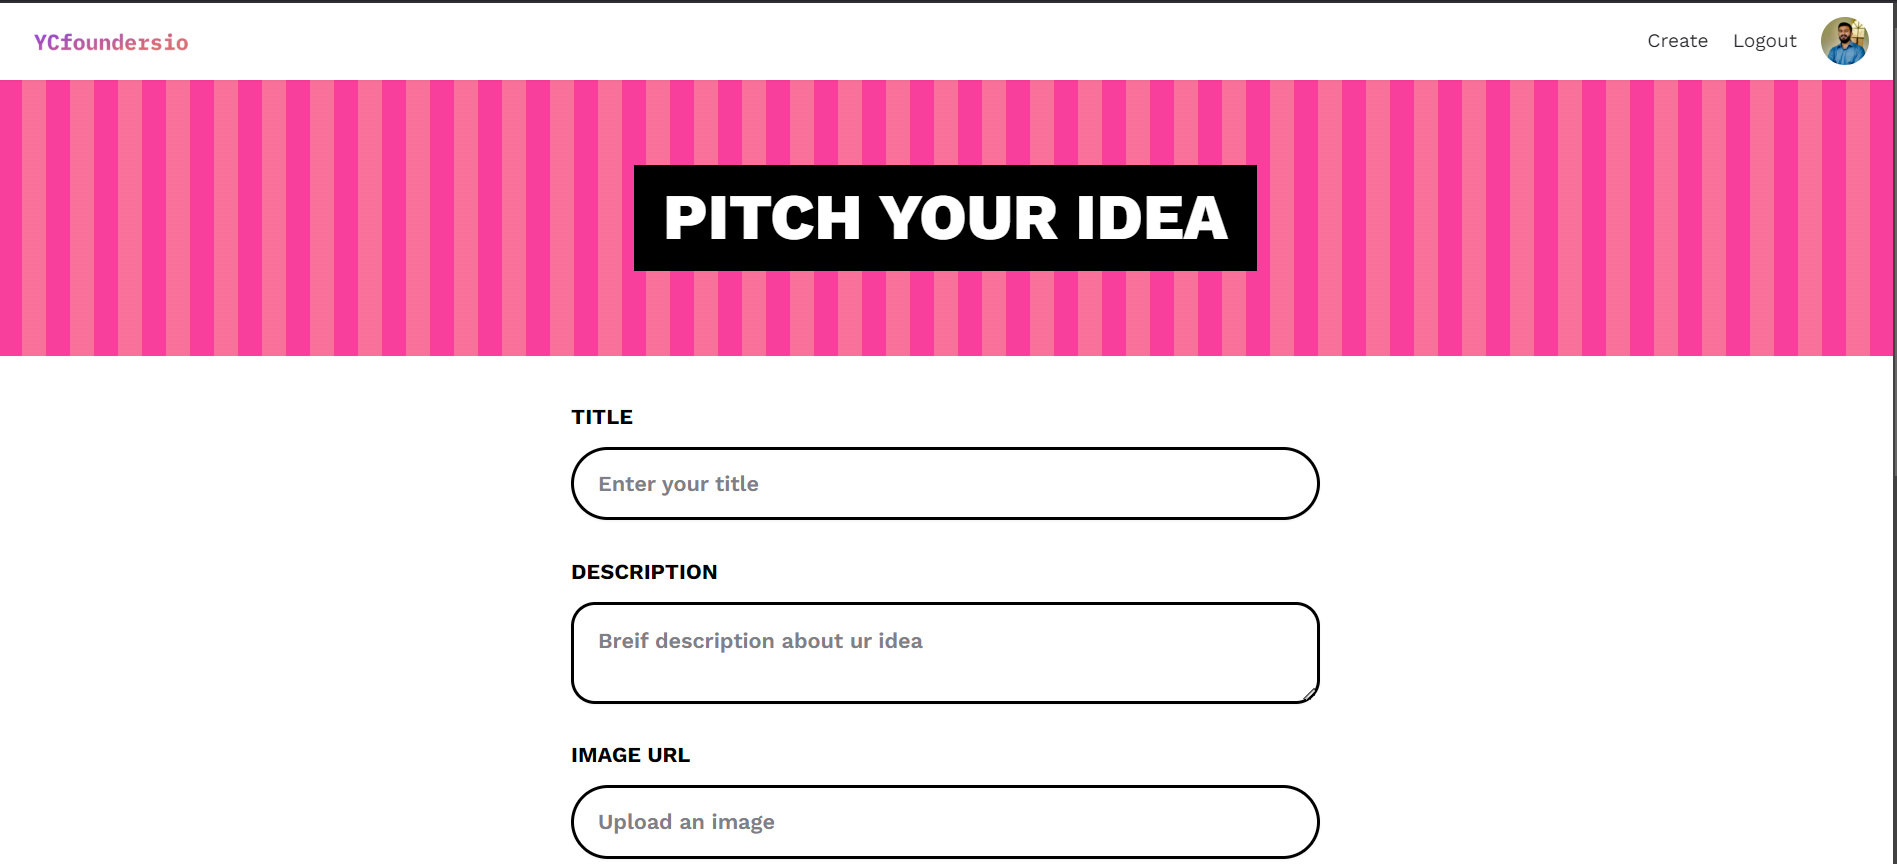 YCfoundersio
Create Logout
PITCH YOUR IDEA
TITLE
Enter your title
DESCRIPTION
Breif description about ur idea
IMAGE URL
Upload an image